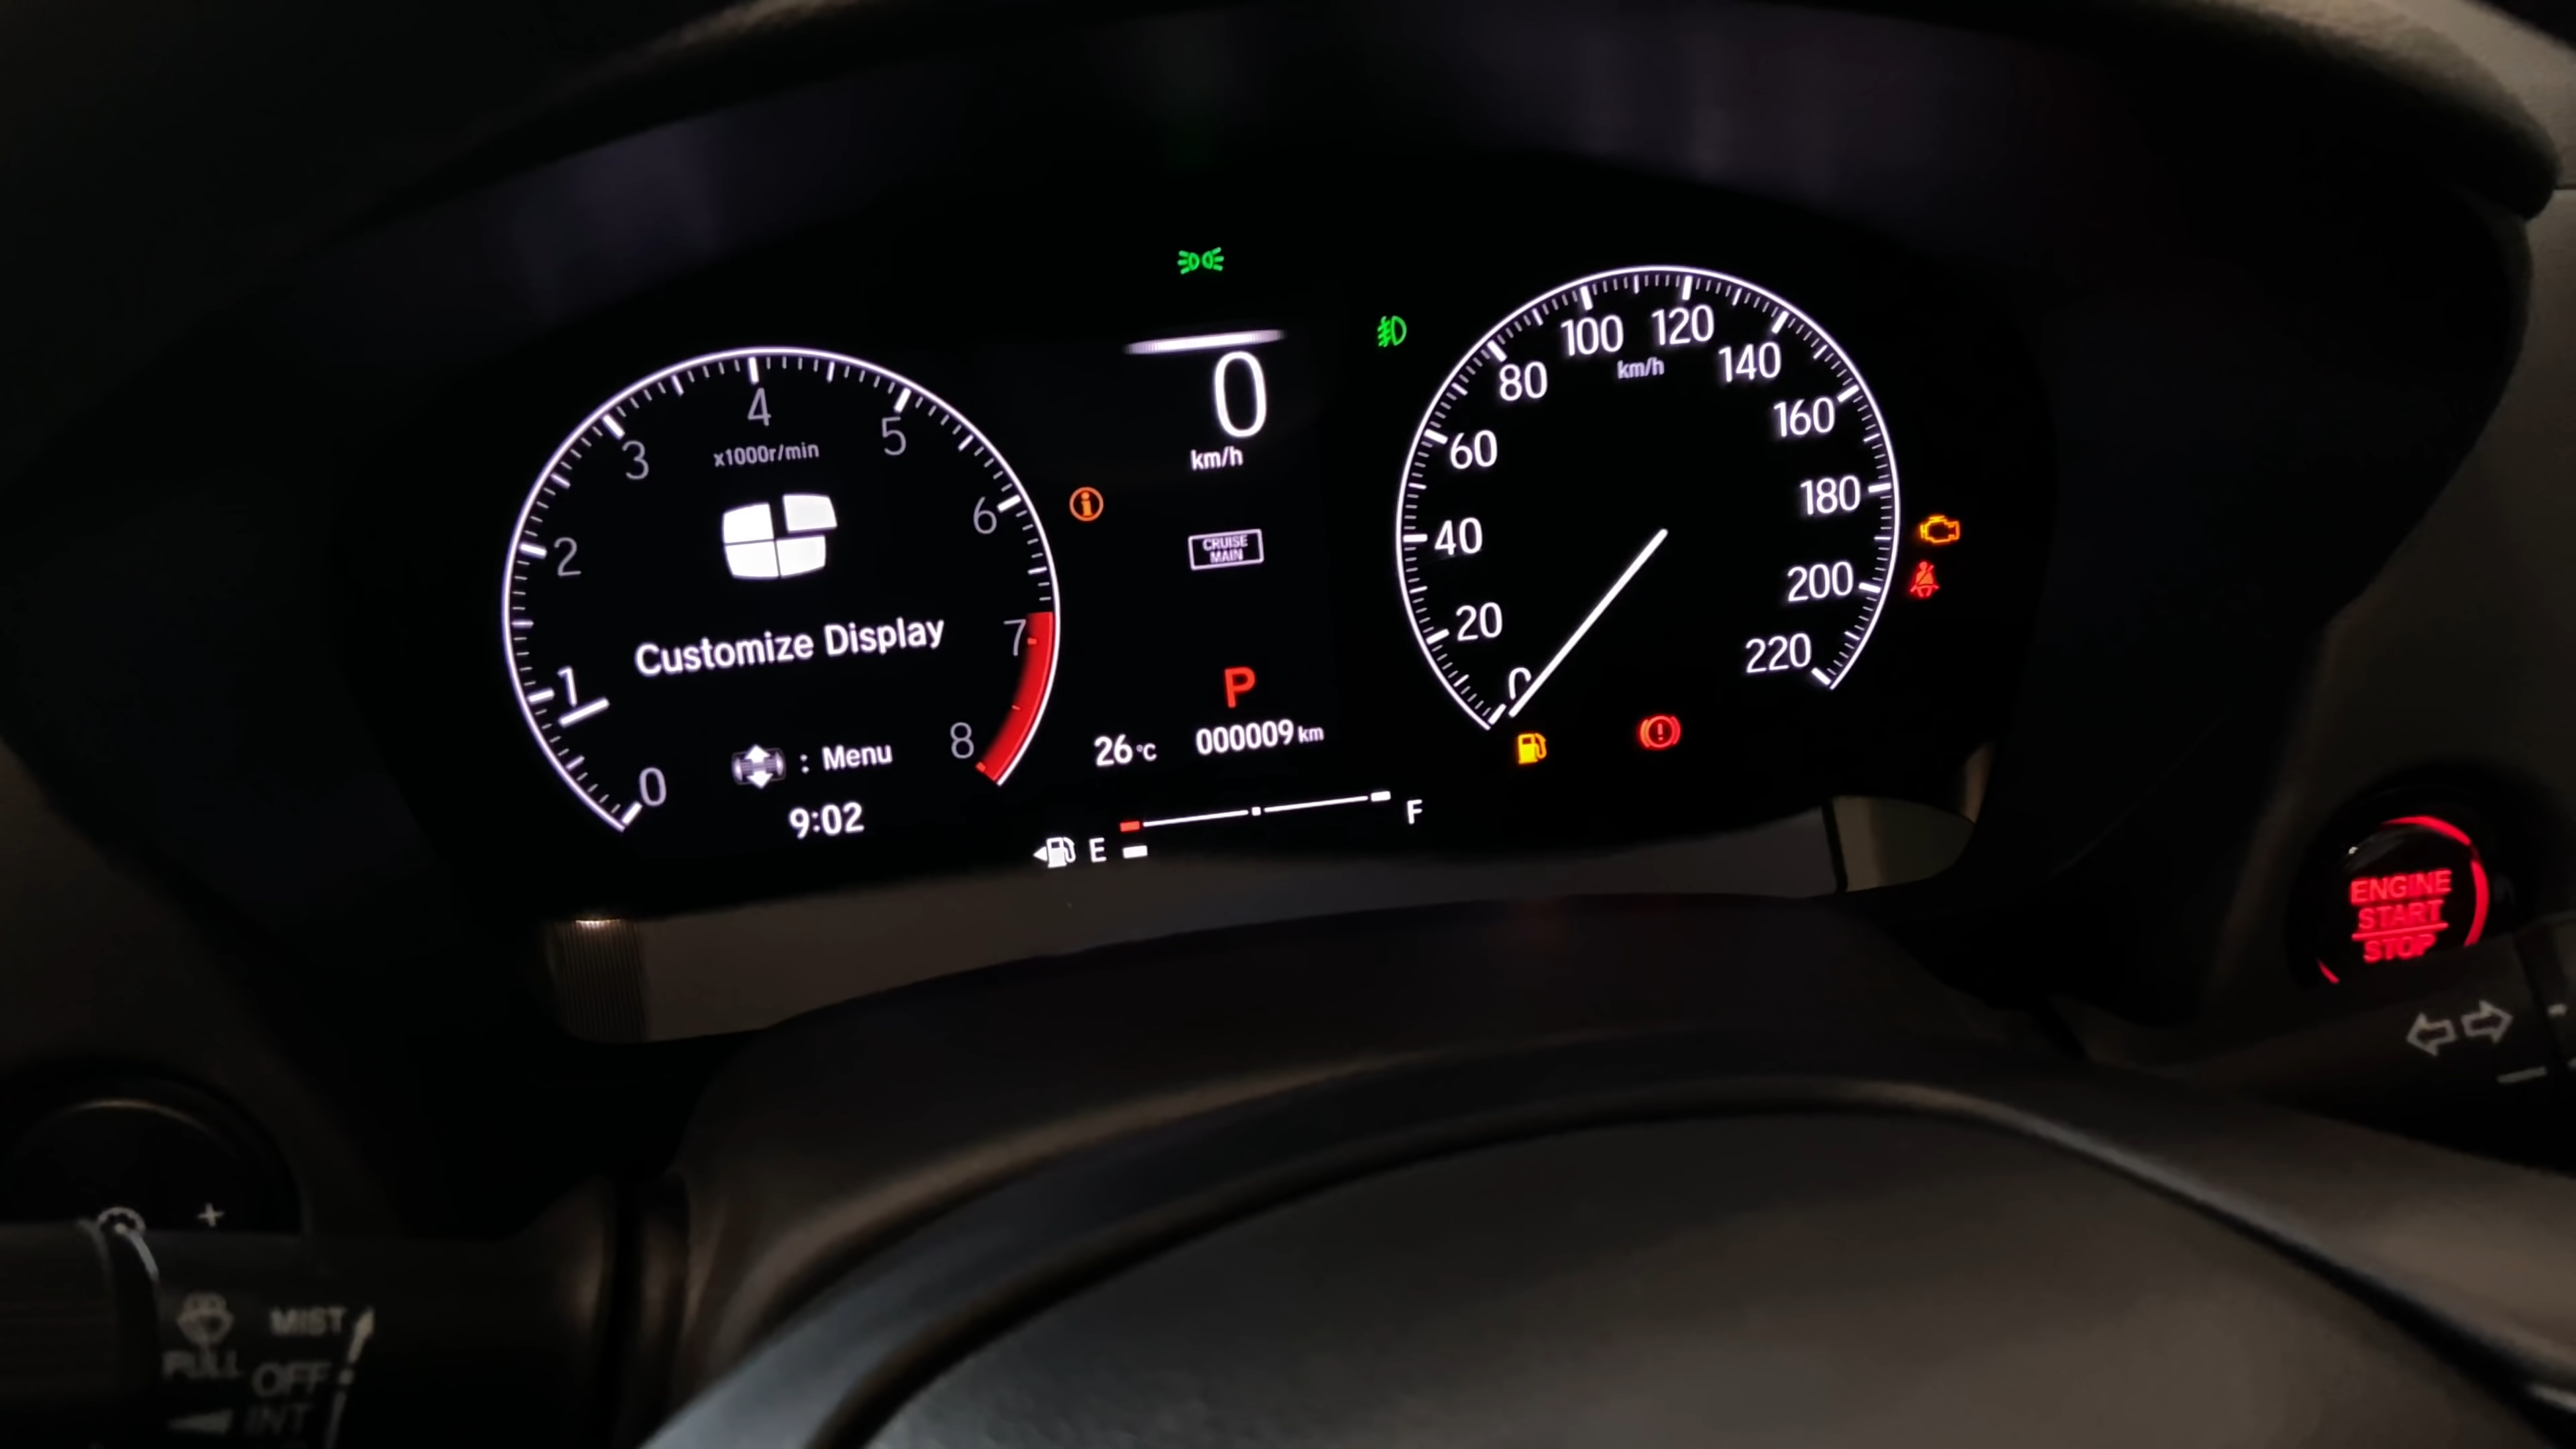 0
1
2
3
4
5
6
7
8
x1000r/min
Customize Display
: Menu
9:02
0
km/h
CRUISE
MAIN
P
26°C
000009 km
E
F
0
20
40
60
80
100
120
140
160
180
200
220
km/h
ENGINE
START
STOP
+
MIST
PULL
OFF
INT